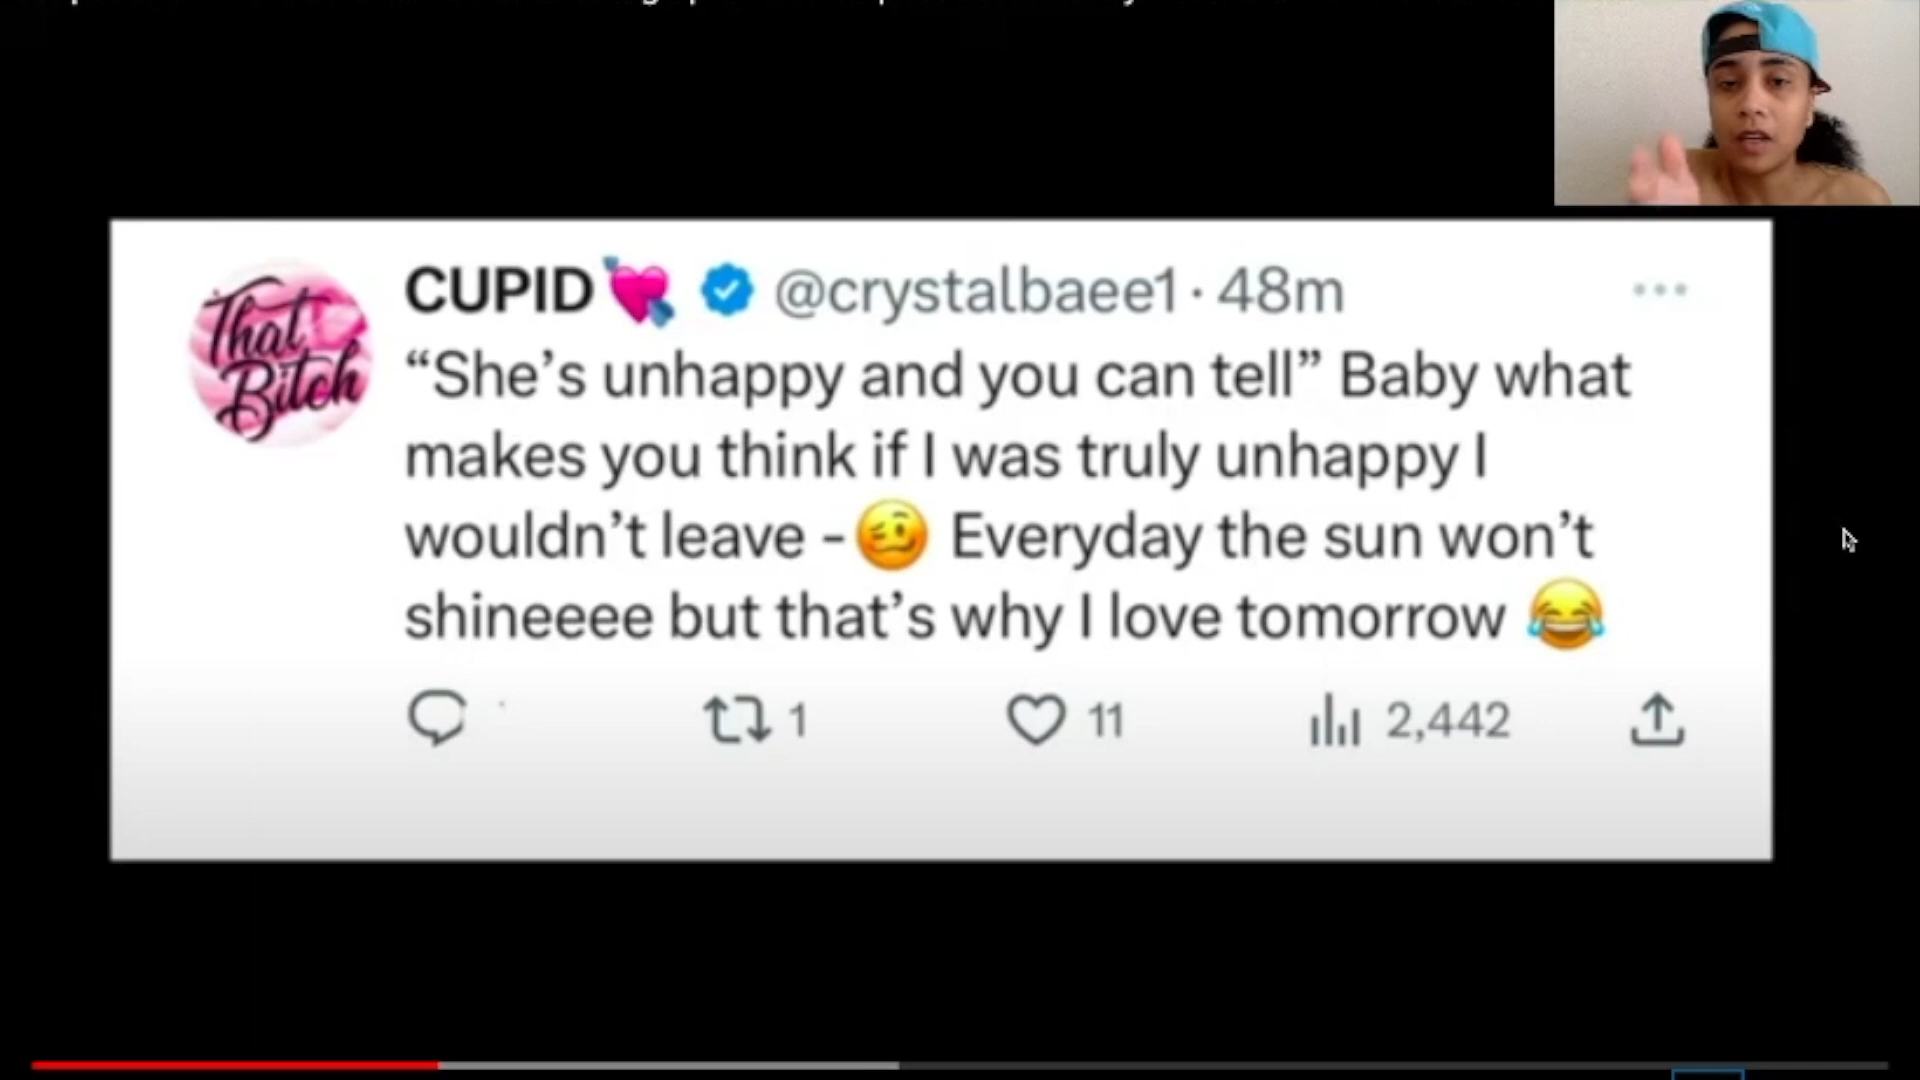 That
Bitch
CUPID💘 @crystalbaee1 · 48m
“She’s unhappy and you can tell” Baby what
makes you think if I was truly unhappy I
wouldn’t leave -🥴 Everyday the sun won’t
shineeee but that’s why I love tomorrow 😂
1 11 2,442